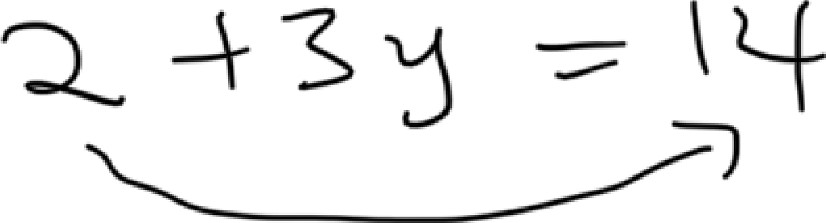 2 + 3y = 14